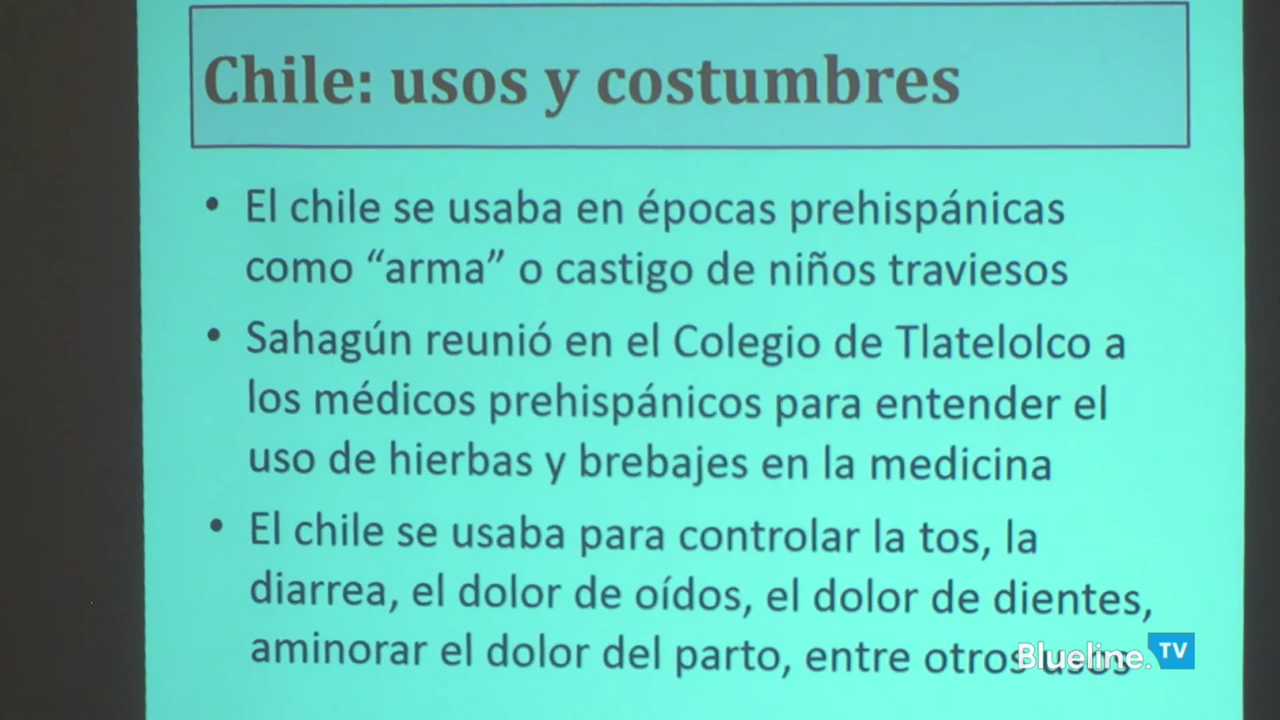 Chile: usos y costumbres
• El chile se usaba en épocas prehispánicas
como “arma” o castigo de niños traviesos
• Sahagún reunió en el Colegio de Tlatelolco a
los médicos prehispánicos para entender el
uso de hierbas y brebajes en la medicina
• El chile se usaba para controlar la tos, la
diarrea, el dolor de oídos, el dolor de dientes,
aminorar el dolor del parto, entre otros usos
Blueline.TV